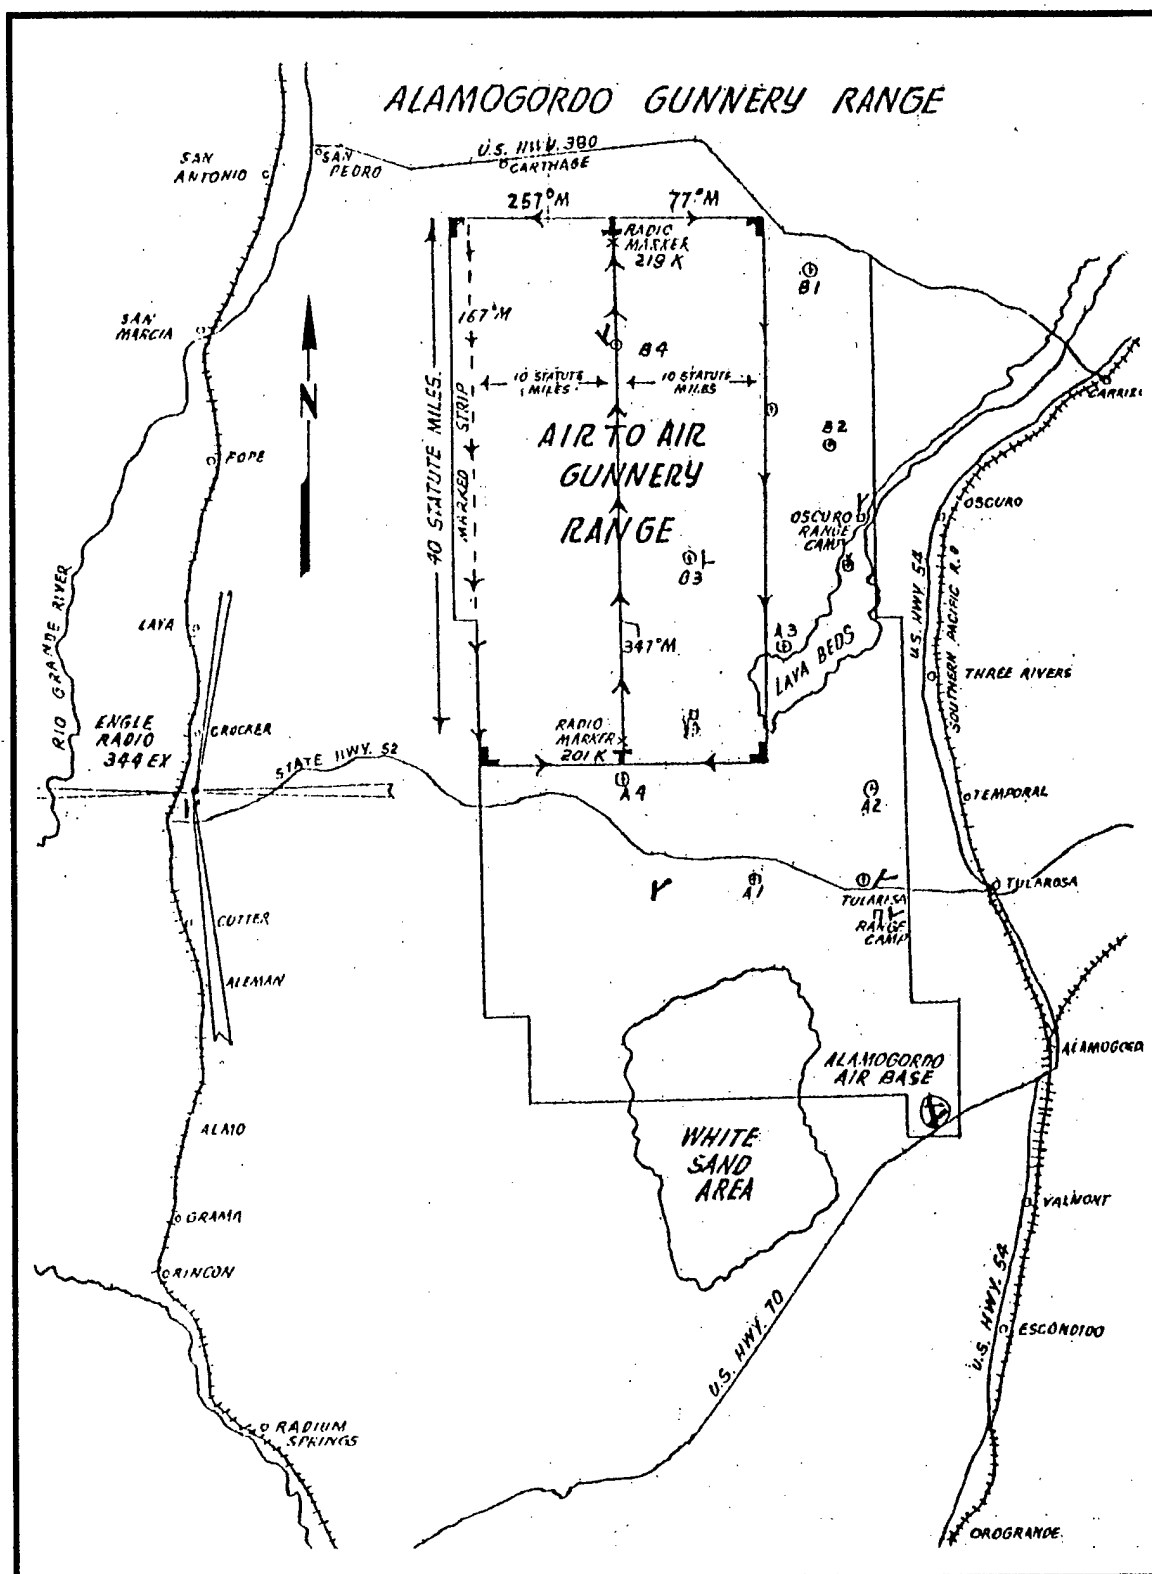 ALAMOGORDO GUNNERY RANGE
U.S. HWY. 380
CARTHAGE
SAN
ANTONIO
SAN
PEDRO
257°M
77°M
RADIO
MARKER
219 K
B1
SAN
MARCIA
167°M
B4
10 STATUTE
MILES
10 STATUTE
MILES
N
40 STATUTE MILES
MARKED STRIP
AIR TO AIR
GUNNERY
RANGE
B2
CARRIZ
POPE
OSCURO
RANGE
CAMP
OSCURO
B3
U.S. HWY 54
SOUTHERN PACIFIC R.R
RIO GRANDE RIVER
LAVA
347°M
A3
LAVA BEDS
THREE RIVERS
ENGLE
RADIO
344 EX
CROCKER
STATE HWY. 52
RADIO
MARKER
201 K
A4
A2
TEMPORAL
A1
TULARISA
RANGE
CAMP
TULAROSA
CUTTER
ALEMAN
ALAMOGORDO
AIR BASE
ALAMOGORD
ALMO
WHITE
SAND
AREA
VALMONT
GRAMA
RINCON
U.S. HWY. 70
U.S. HWY. 54
ESCONDIDO
RADIUM
SPRINGS
OROGRANDE